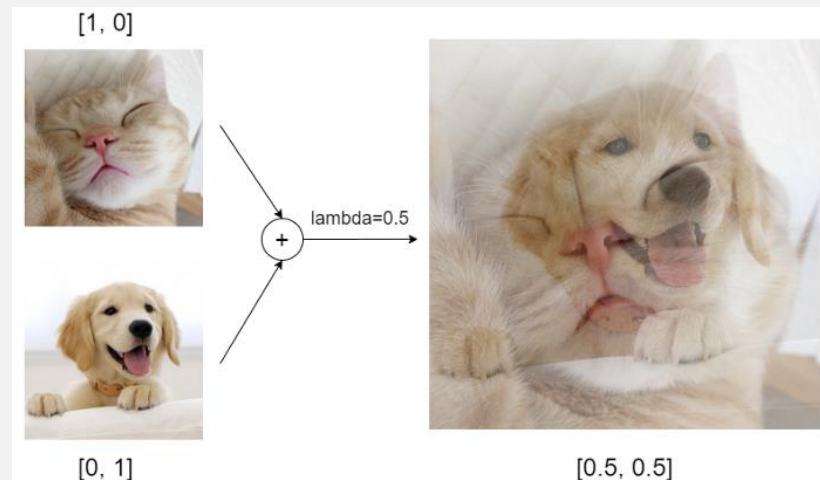 [1, 0]
+
lambda=0.5
[0, 1]
[0.5, 0.5]